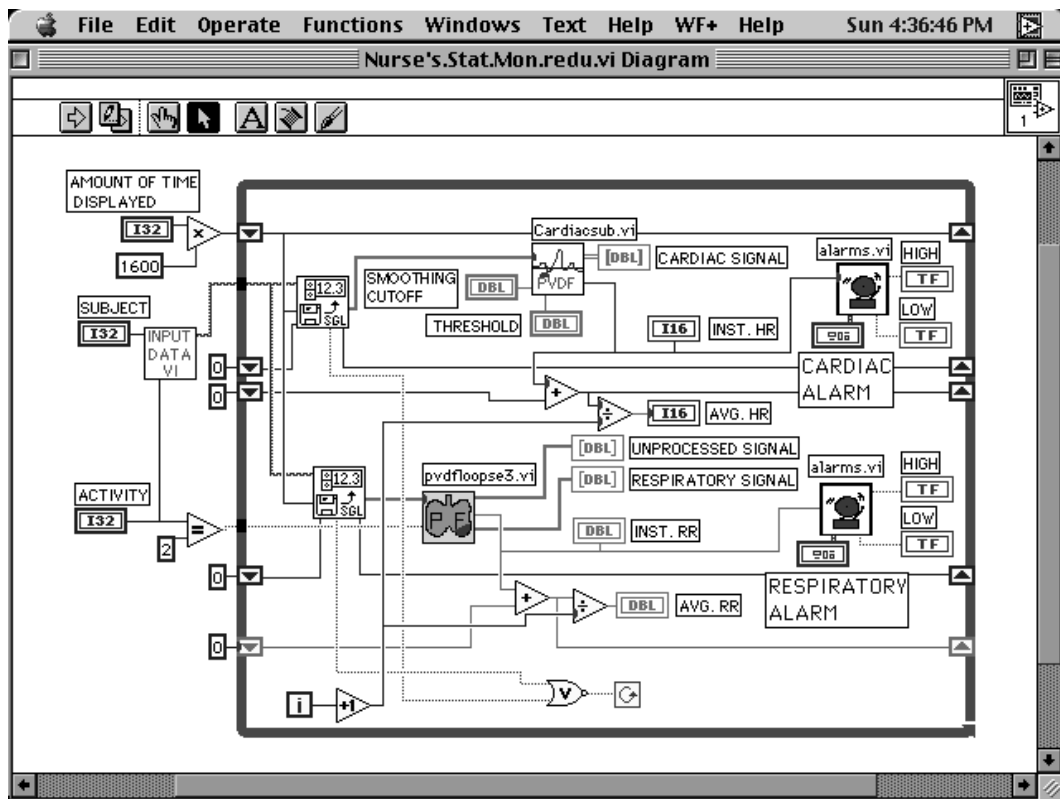 File Edit Operate Functions Windows Text Help WF+ Help Sun 4:36:46 PM
Nurse's.Stat.Mon.redu.vi Diagram
1
A
AMOUNT OF TIME
DISPLAYED
I32
x
1600
SUBJECT
I32
INPUT
DATA
VI
0
0
12.3
SGL
SMOOTHING
CUTOFF
DBL
Cardiacsub.vi
PVDF
[DBL]
CARDIAC SIGNAL
THRESHOLD
DBL
I16
INST. HR
alarms.vi
HIGH
TF
LOW
TF
CARDIAC
ALARM
+
÷
I16
AVG. HR
ACTIVITY
I32
2
=
12.3
SGL
pvdfloopse3.vi
P F
[DBL]
UNPROCESSED SIGNAL
[DBL]
RESPIRATORY SIGNAL
DBL
INST. RR
alarms.vi
HIGH
TF
LOW
TF
0
RESPIRATORY
ALARM
+
÷
DBL
AVG. RR
0
i
+1
V